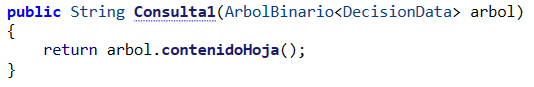 public String Consulta1(ArbolBinario<DecisionData> arbol)
{
    return arbol.contenidoHoja();
}